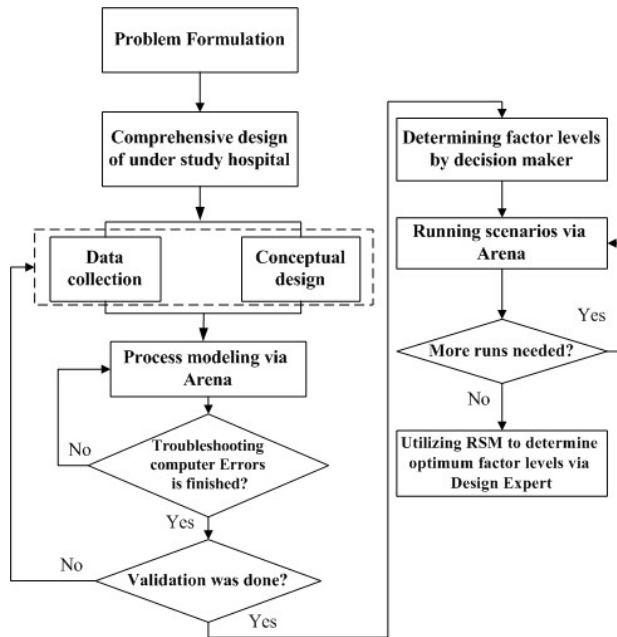 Problem Formulation
Comprehensive design
of under study hospital
Data
collection
Conceptual
design
Process modeling via
Arena
No
Troubleshooting
computer Errors
is finished?
Yes
No
Validation was done?
Yes
Determining factor levels
by decision maker
Running scenarios via
Arena
Yes
More runs needed?
No
Utilizing RSM to determine
optimum factor levels via
Design Expert